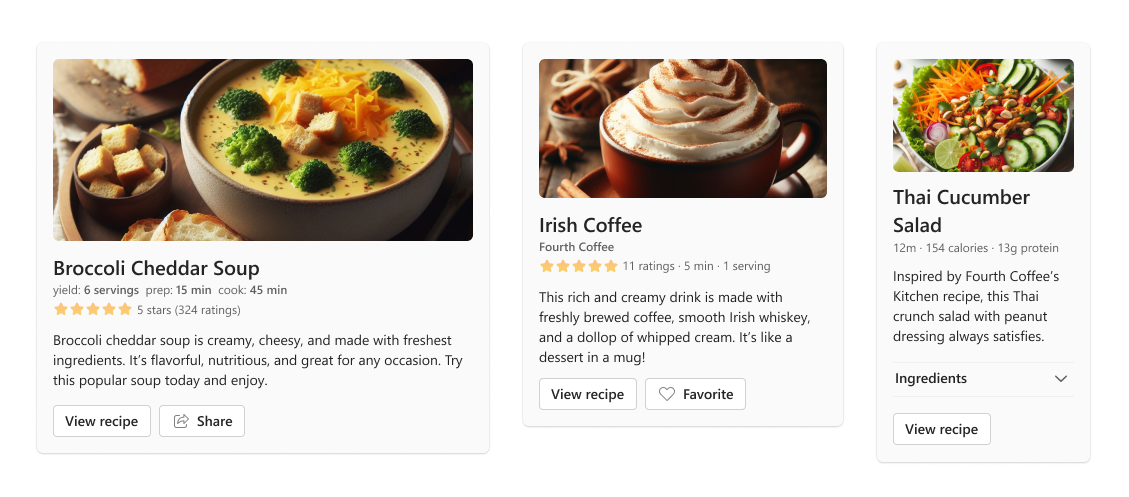 Broccoli Cheddar Soup
yield: 6 servings prep: 15 min cook: 45 min
5 stars (324 ratings)
Broccoli cheddar soup is creamy, cheesy, and made with freshest
ingredients. It's flavorful, nutritious, and great for any occasion. Try
this popular soup today and enjoy.
View recipe
Share
Irish Coffee
Fourth Coffee
11 ratings · 5 min · 1 serving
This rich and creamy drink is made with
freshly brewed coffee, smooth Irish whiskey,
and a dollop of whipped cream. It's like a
dessert in a mug!
View recipe
Favorite
Thai Cucumber
Salad
12m · 154 calories · 13g protein
Inspired by Fourth Coffee's
Kitchen recipe, this Thai
crunch salad with peanut
dressing always satisfies.
Ingredients
View recipe